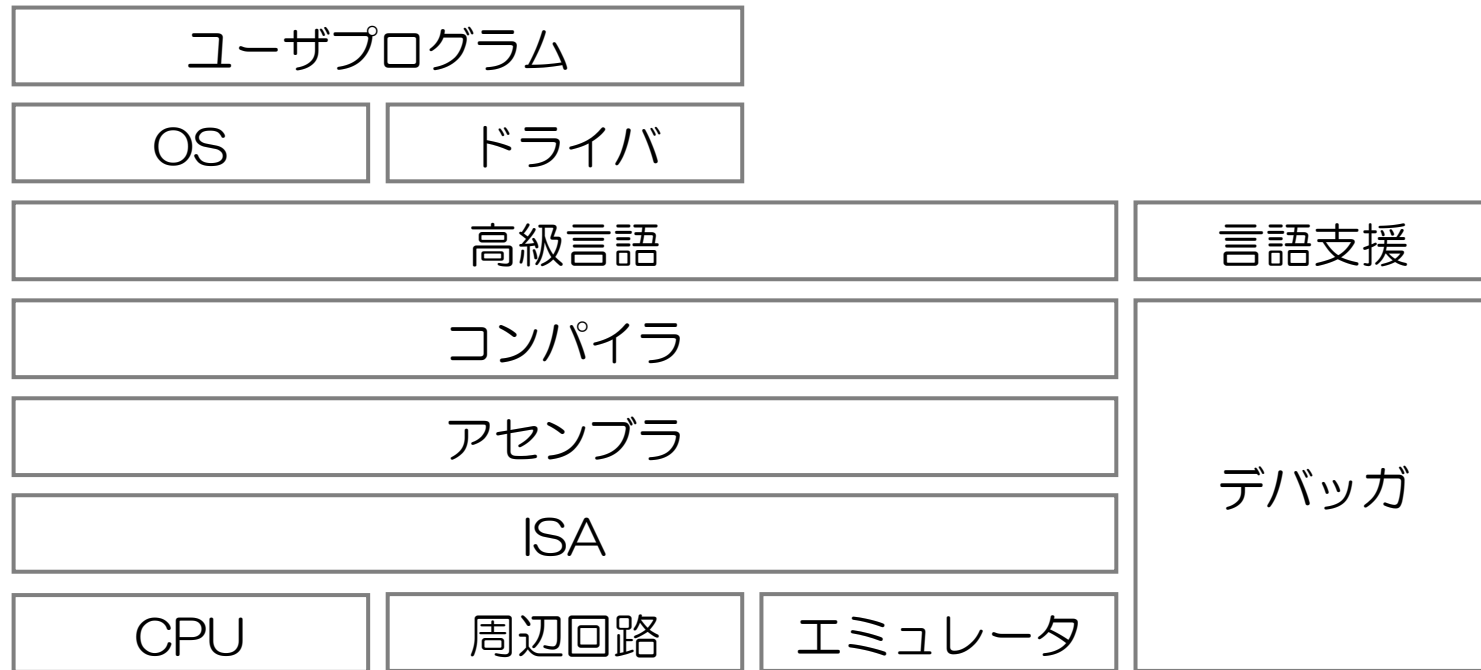 ユーザプログラム
OS
ドライバ
高級言語
言語支援
コンパイラ
アセンブラ
ISA
デバッガ
CPU
周辺回路
エミュレータ